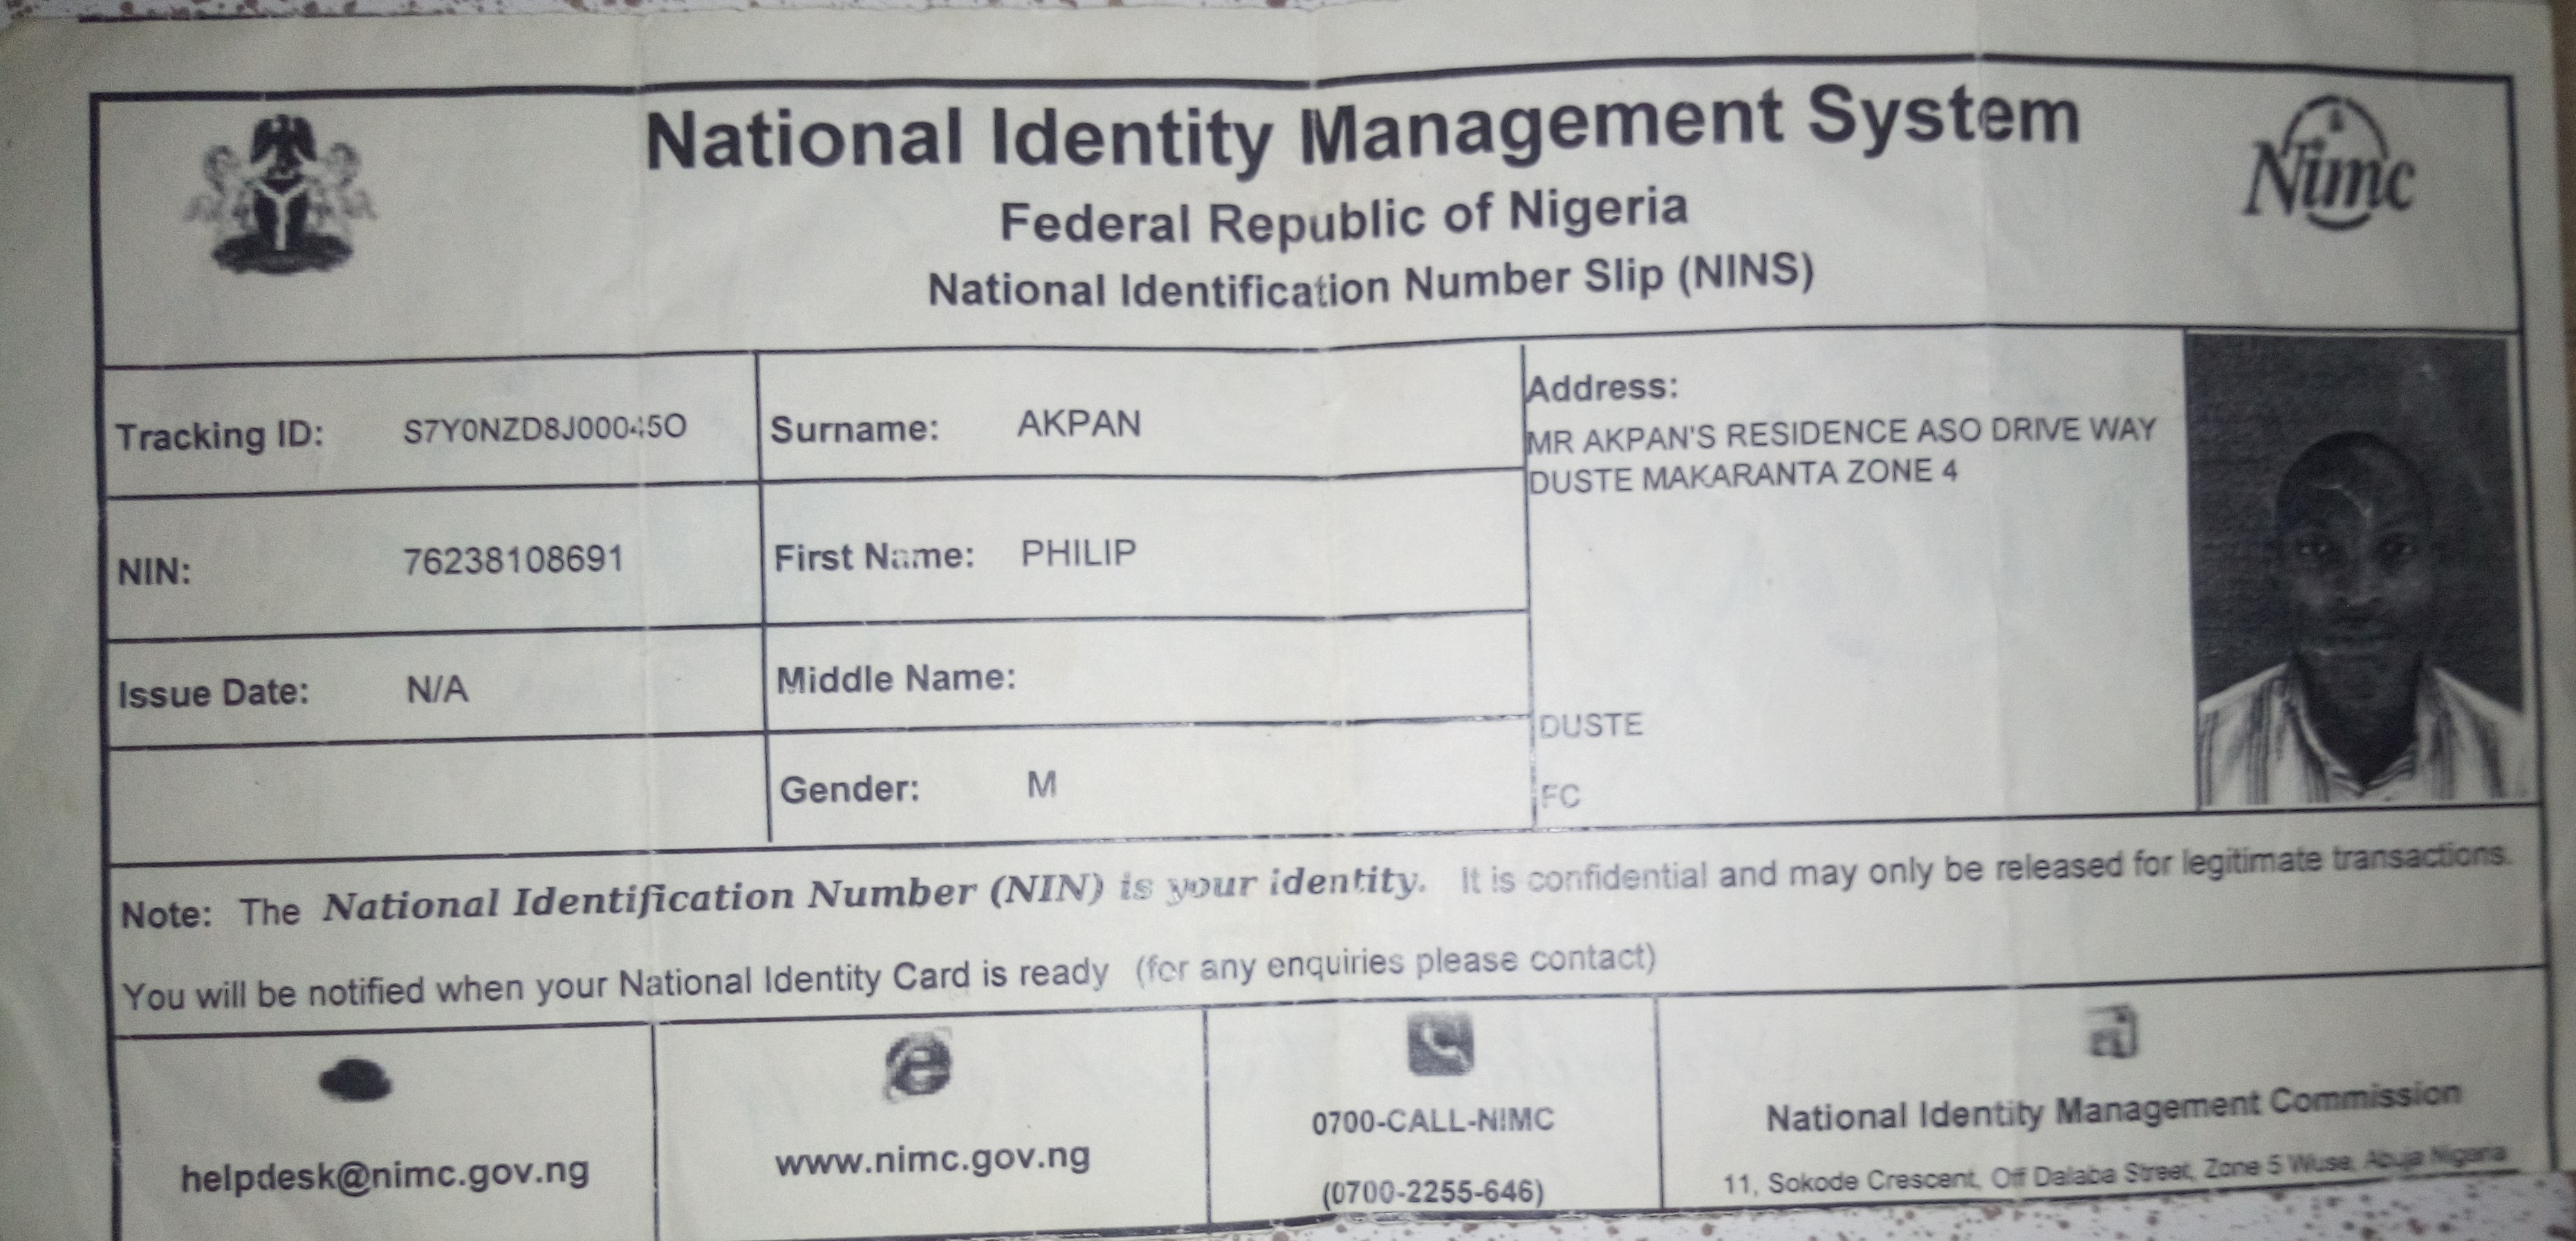 National Identity Management System
Federal Republic of Nigeria
National Identification Number Slip (NINS)
Nimc
Tracking ID: S7Y0NZD8J000450
Surname: AKPAN
Address:
MR AKPAN'S RESIDENCE ASO DRIVE WAY
DUSTE MAKARANTA ZONE 4
NIN: 76238108691
First Name: PHILIP
Issue Date: N/A
Middle Name:
DUSTE
Gender: M
FC
Note: The National Identification Number (NIN) is your identity. It is confidential and may only be released for legitimate transactions.
You will be notified when your National Identity Card is ready (for any enquiries please contact)
helpdesk@nimc.gov.ng
www.nimc.gov.ng
0700-CALL-NIMC
(0700-2255-646)
National Identity Management Commission
11, Sokode Crescent, Off Dalaba Street, Zone 5 Wuse, Abuja Nigeria